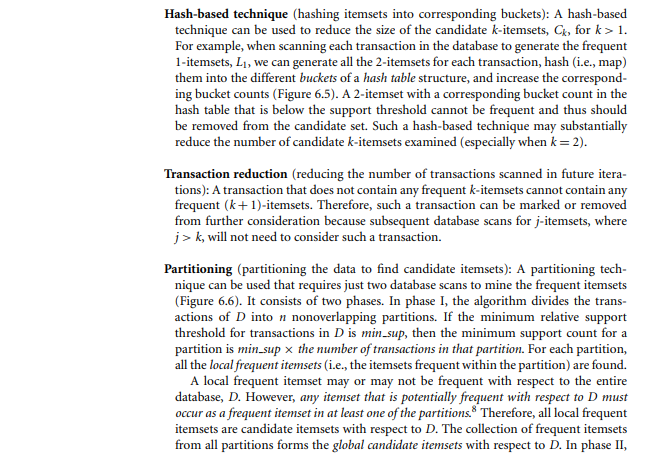 Hash-based technique (hashing itemsets into corresponding buckets): A hash-based
technique can be used to reduce the size of the candidate k-itemsets, Ck, for k > 1.
For example, when scanning each transaction in the database to generate the frequent
1-itemsets, L1, we can generate all the 2-itemsets for each transaction, hash (i.e., map)
them into the different buckets of a hash table structure, and increase the correspond-
ing bucket counts (Figure 6.5). A 2-itemset with a corresponding bucket count in the
hash table that is below the support threshold cannot be frequent and thus should
be removed from the candidate set. Such a hash-based technique may substantially
reduce the number of candidate k-itemsets examined (especially when k = 2).
Transaction reduction (reducing the number of transactions scanned in future itera-
tions): A transaction that does not contain any frequent k-itemsets cannot contain any
frequent (k + 1)-itemsets. Therefore, such a transaction can be marked or removed
from further consideration because subsequent database scans for j-itemsets, where
j > k, will not need to consider such a transaction.
Partitioning (partitioning the data to find candidate itemsets): A partitioning tech-
nique can be used that requires just two database scans to mine the frequent itemsets
(Figure 6.6). It consists of two phases. In phase I, the algorithm divides the trans-
actions of D into n nonoverlapping partitions. If the minimum relative support
threshold for transactions in D is min_sup, then the minimum support count for a
partition is min_sup × the number of transactions in that partition. For each partition,
all the local frequent itemsets (i.e., the itemsets frequent within the partition) are found.
A local frequent itemset may or may not be frequent with respect to the entire
database, D. However, any itemset that is potentially frequent with respect to D must
occur as a frequent itemset in at least one of the partitions.⁸ Therefore, all local frequent
itemsets are candidate itemsets with respect to D. The collection of frequent itemsets
from all partitions forms the global candidate itemsets with respect to D. In phase II,